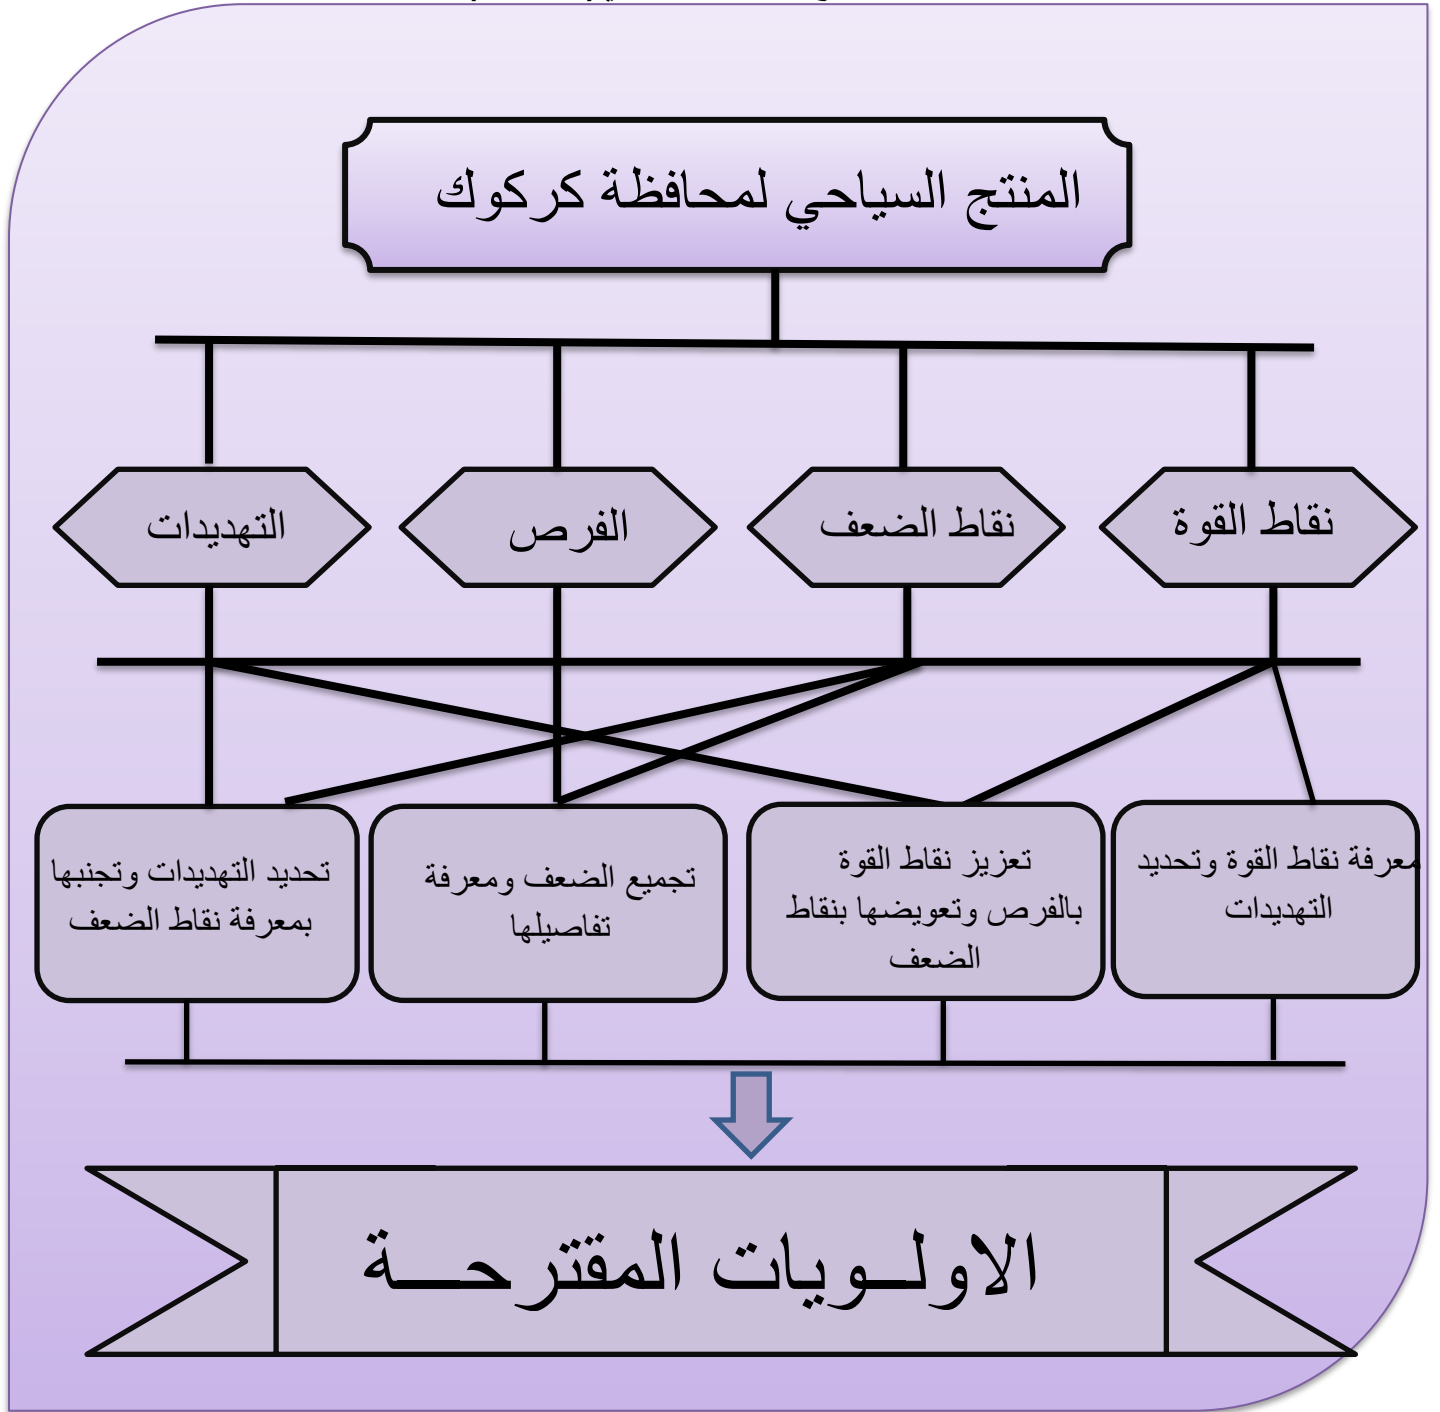 المنتج السياحي لمحافظة كركوك
نقاط القوة
نقاط الضعف
الفرص
التهديدات
معرفة نقاط القوة وتحديد
التهديدات
تعزيز نقاط القوة
بالفرص وتعويضها بنقاط
الضعف
تجميع الضعف ومعرفة
تفاصيلها
تحديد التهديدات وتجنبها
بمعرفة نقاط الضعف
الاولــويات المقترحـــة